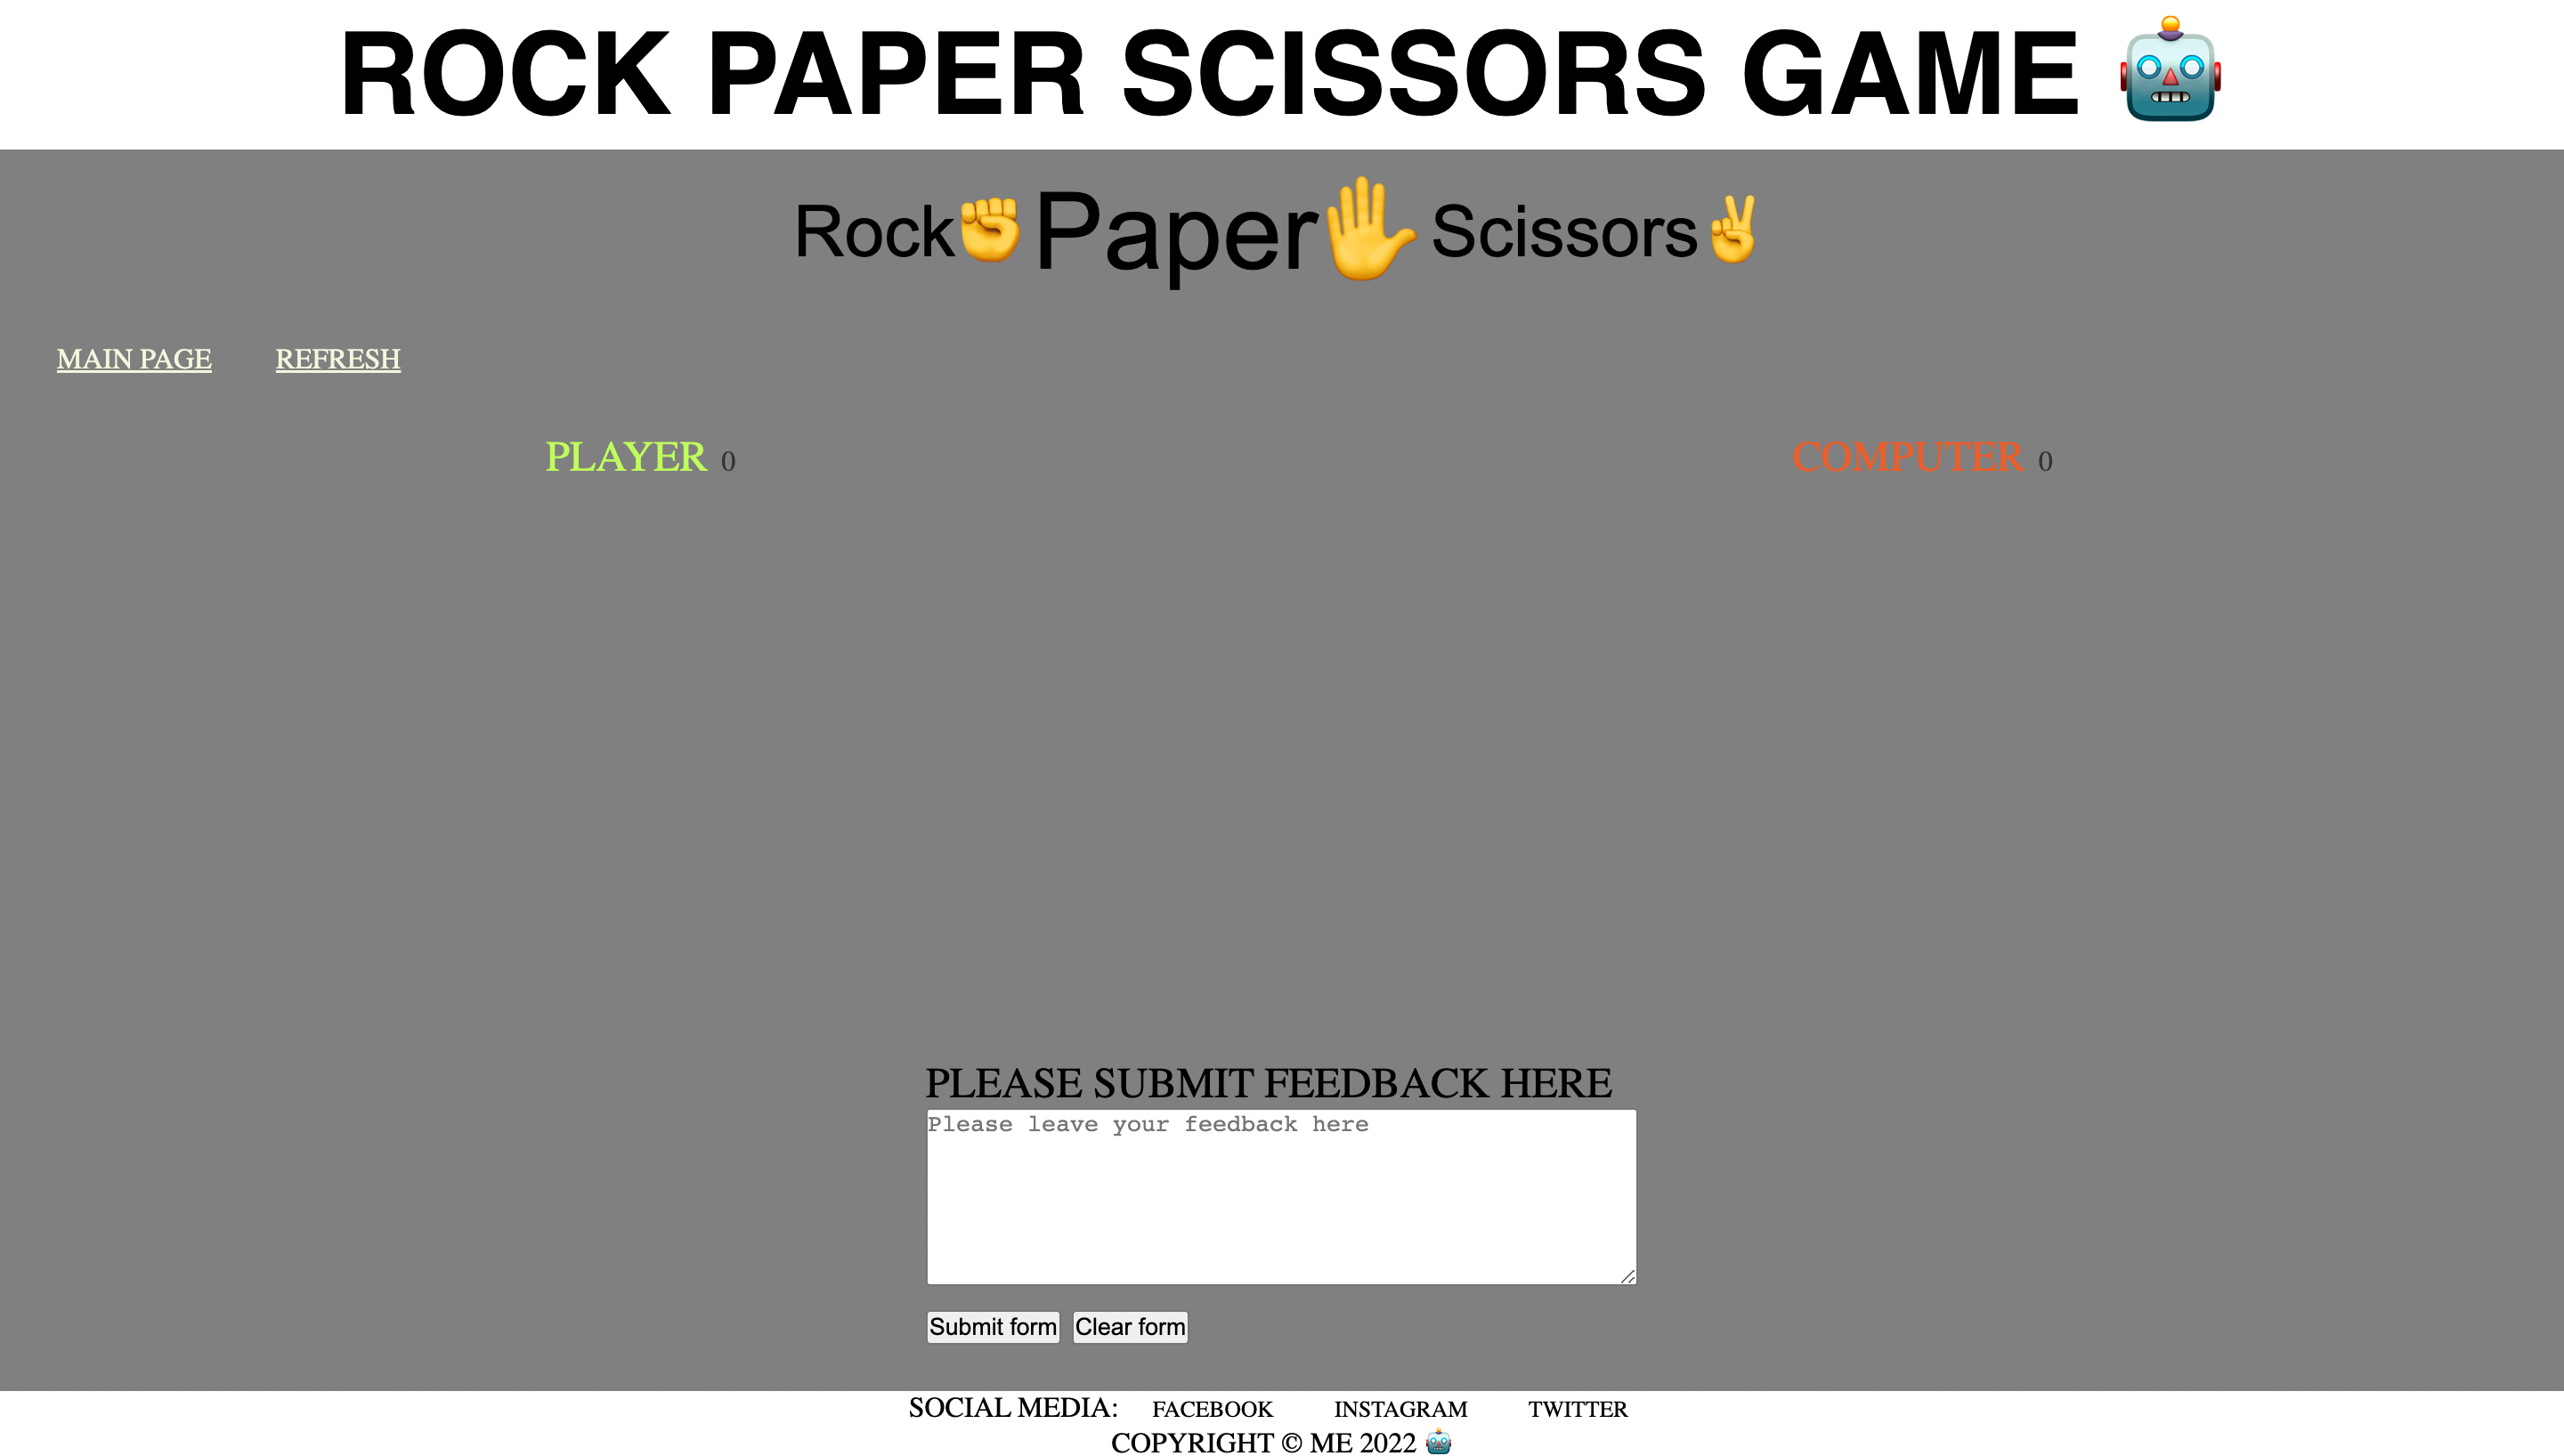 ROCK PAPER SCISSORS GAME 🤖
Rock✊ Paper✋ Scissors✌
MAIN PAGE REFRESH
PLAYER 0 COMPUTER 0
PLEASE SUBMIT FEEDBACK HERE
Please leave your feedback here
Submit form Clear form
SOCIAL MEDIA: FACEBOOK INSTAGRAM TWITTER
COPYRIGHT © ME 2022 🤖